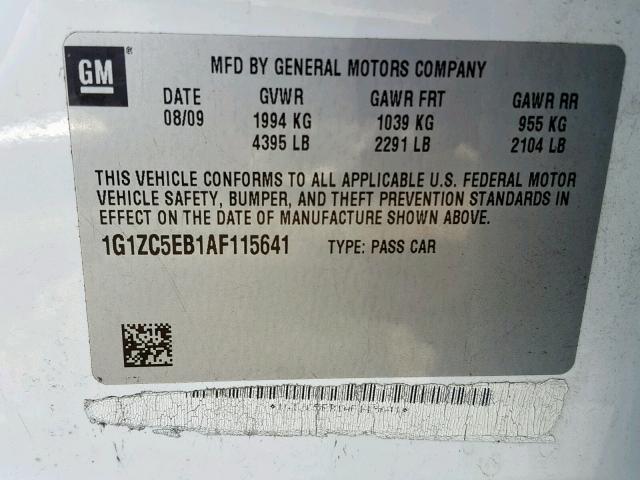 GM ®
MFD BY GENERAL MOTORS COMPANY
DATE GVWR GAWR FRT GAWR RR
08/09 1994 KG 1039 KG 955 KG
4395 LB 2291 LB 2104 LB
THIS VEHICLE CONFORMS TO ALL APPLICABLE U.S. FEDERAL MOTOR
VEHICLE SAFETY, BUMPER, AND THEFT PREVENTION STANDARDS IN
EFFECT ON THE DATE OF MANUFACTURE SHOWN ABOVE.
1G1ZC5EB1AF115641 TYPE: PASS CAR